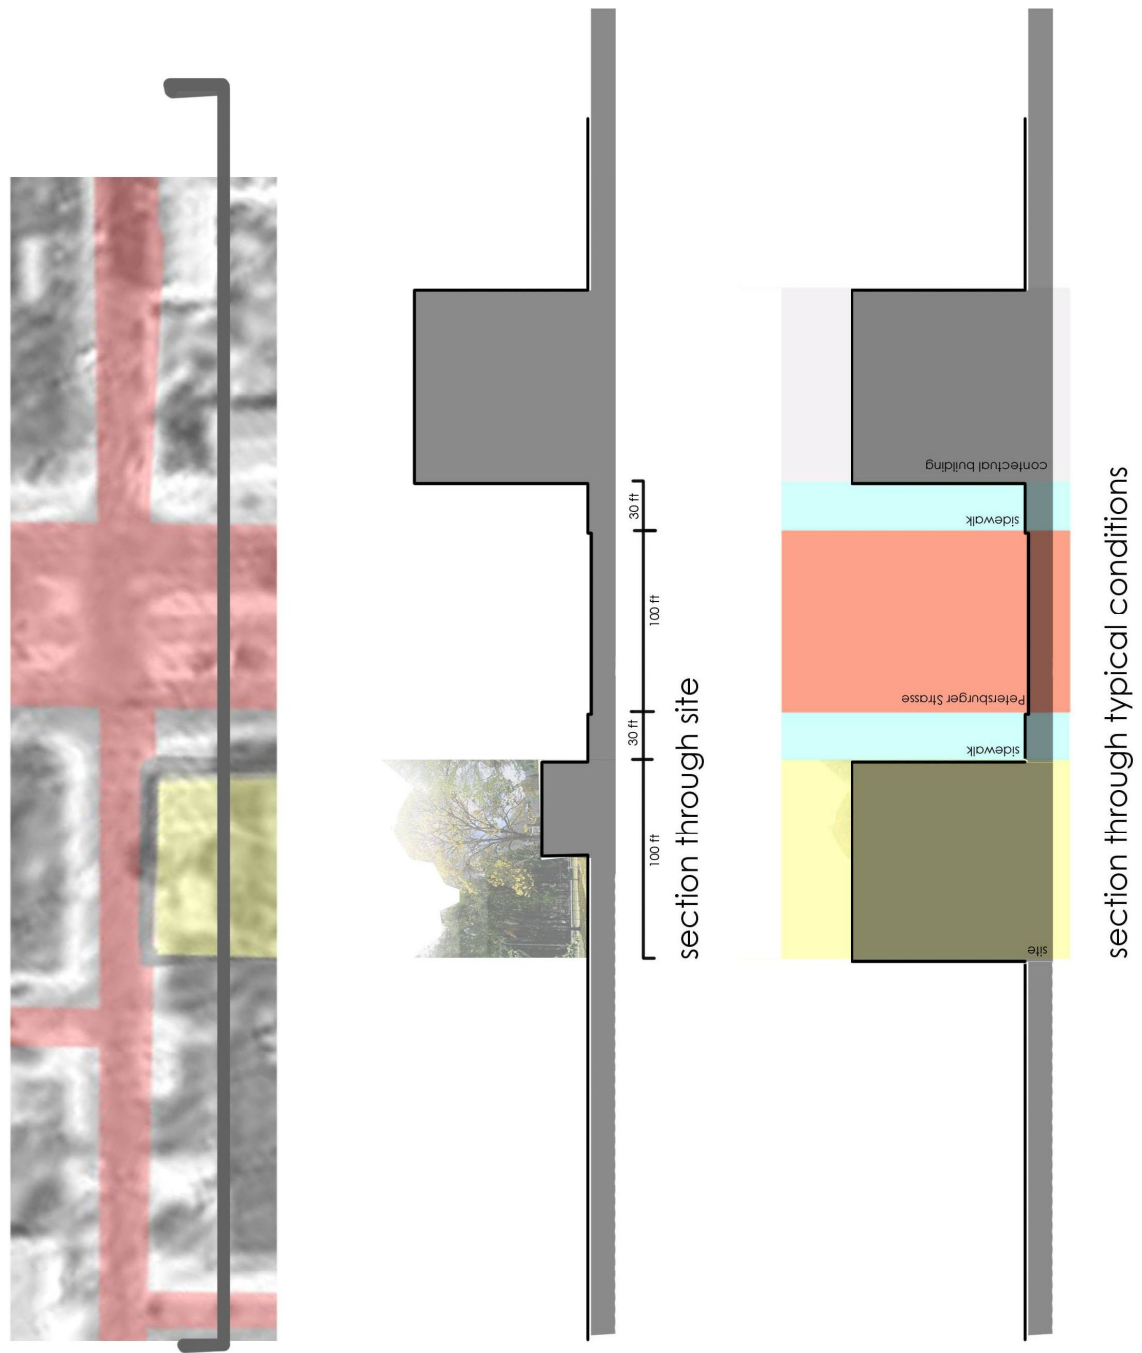 100 ft
30 ft
100 ft
30 ft
section through site
site
sidewalk
Petersburger Strasse
sidewalk
contectual building
section through typical conditions